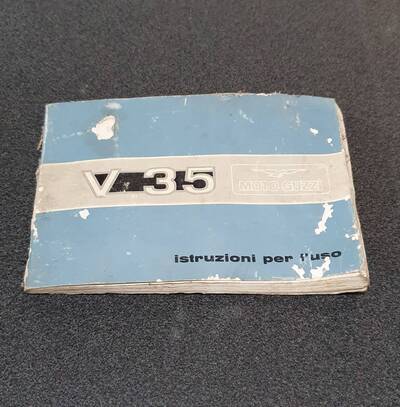 V 35
MOTO GUZZI
istruzioni per l'uso